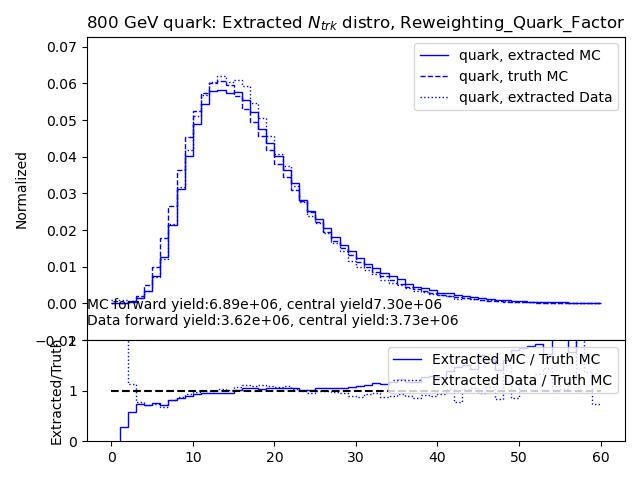 800 GeV quark: Extracted N_trk distro, Reweighting_Quark_Factor
0.07
quark, extracted MC
quark, truth MC
quark, extracted Data
0.06
0.05
0.04
0.03
0.02
0.01
0.00
Normalized
MC forward yield:6.89e+06, central yield7.30e+06
Data forward yield:3.62e+06, central yield:3.73e+06
−0.01
2
Extracted MC / Truth MC
Extracted Data / Truth MC
1
0
Extracted/Truth
0 10 20 30 40 50 60